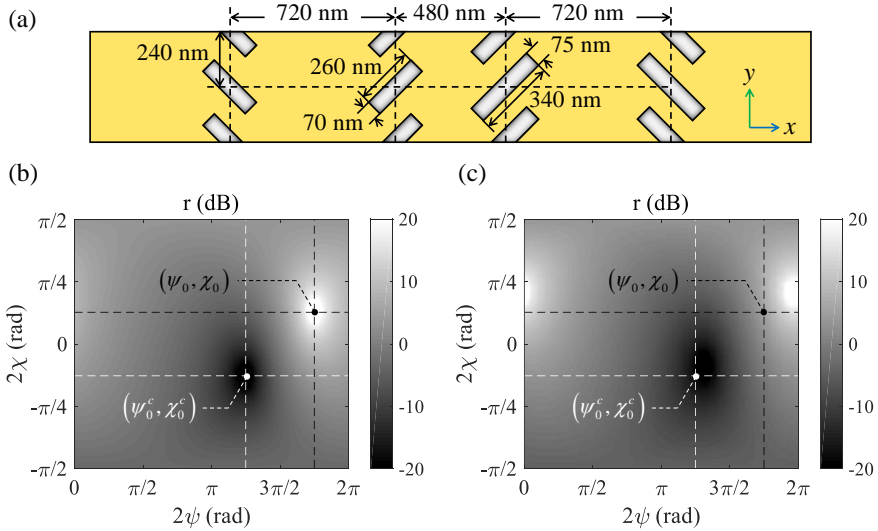 (a)
720 nm 480 nm 720 nm
240 nm
260 nm
75 nm
70 nm
340 nm
y
x
(b)
r (dB)
π/2
π/4
0
-π/4
-π/2
2χ (rad)
0 π/2 π 3π/2 2π
2ψ (rad)
(ψ₀, χ₀)
(ψ₀ᶜ, χ₀ᶜ)
20
10
0
-10
-20
(c)
r (dB)
π/2
π/4
0
-π/4
-π/2
2χ (rad)
0 π/2 π 3π/2 2π
2ψ (rad)
(ψ₀, χ₀)
(ψ₀ᶜ, χ₀ᶜ)
20
10
0
-10
-20